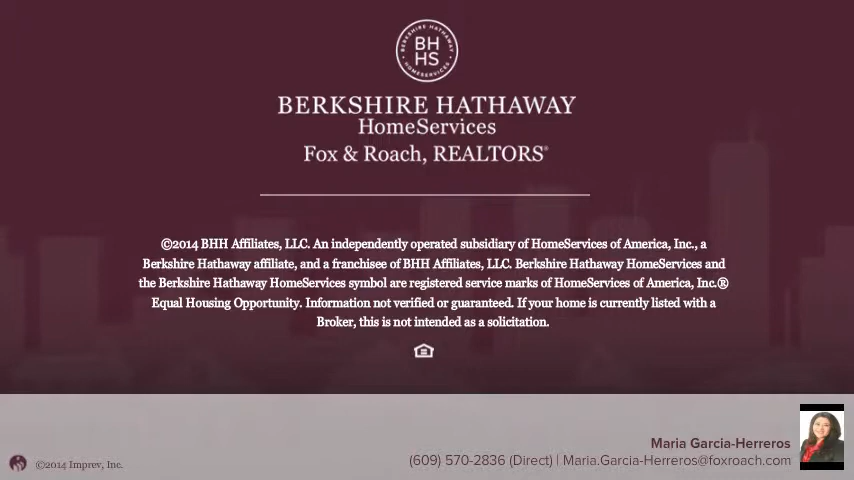 BERKSHIRE HATHAWAY
BH
HS
HOMESERVICES
BERKSHIRE HATHAWAY
HomeServices
Fox & Roach, REALTORS®
©2014 BHH Affiliates, LLC. An independently operated subsidiary of HomeServices of America, Inc., a
Berkshire Hathaway affiliate, and a franchisee of BHH Affiliates, LLC. Berkshire Hathaway HomeServices and
the Berkshire Hathaway HomeServices symbol are registered service marks of HomeServices of America, Inc.®
Equal Housing Opportunity. Information not verified or guaranteed. If your home is currently listed with a
Broker, this is not intended as a solicitation.
Maria Garcia-Herreros
(609) 570-2836 (Direct) | Maria.Garcia-Herreros@foxroach.com
©2014 Imprev, Inc.